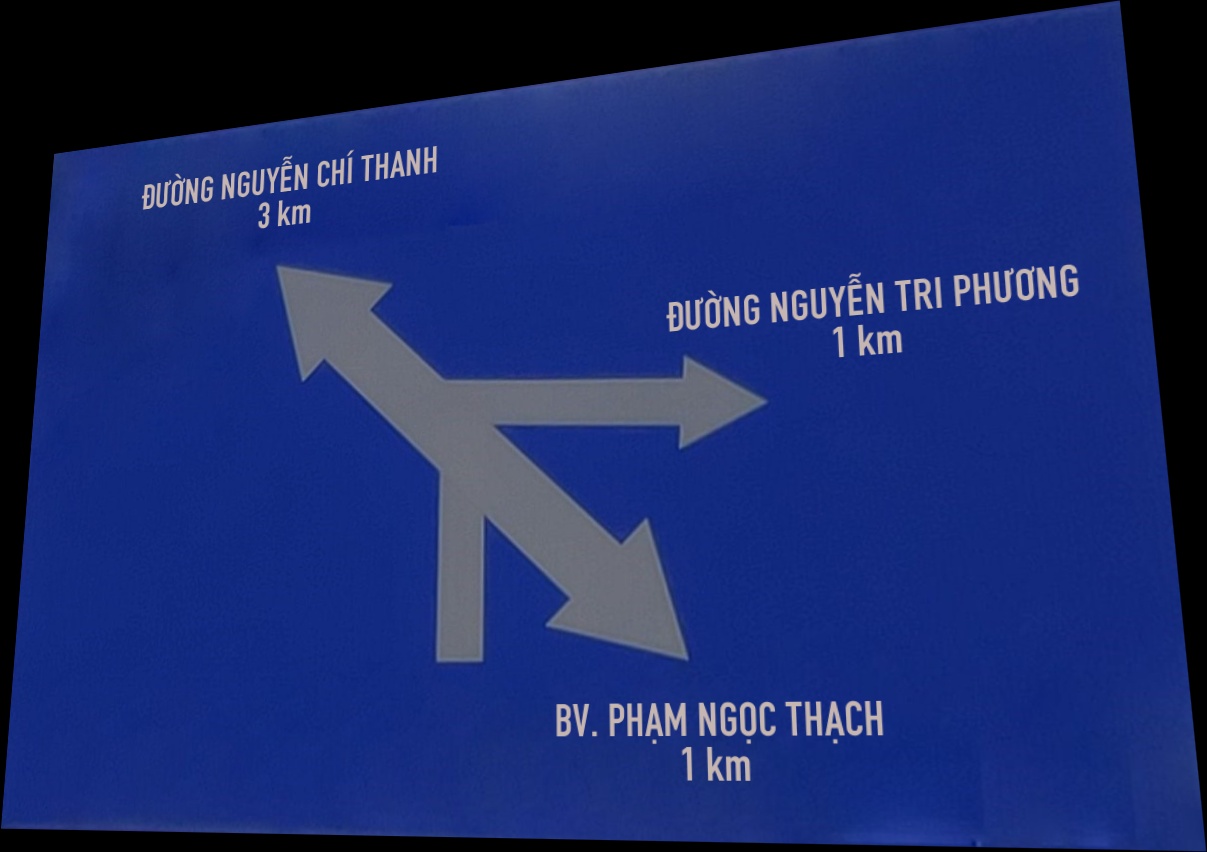 ĐƯỜNG NGUYỄN CHÍ THANH
3 km
ĐƯỜNG NGUYỄN TRI PHƯƠNG
1 km
BV. PHẠM NGỌC THẠCH
1 km